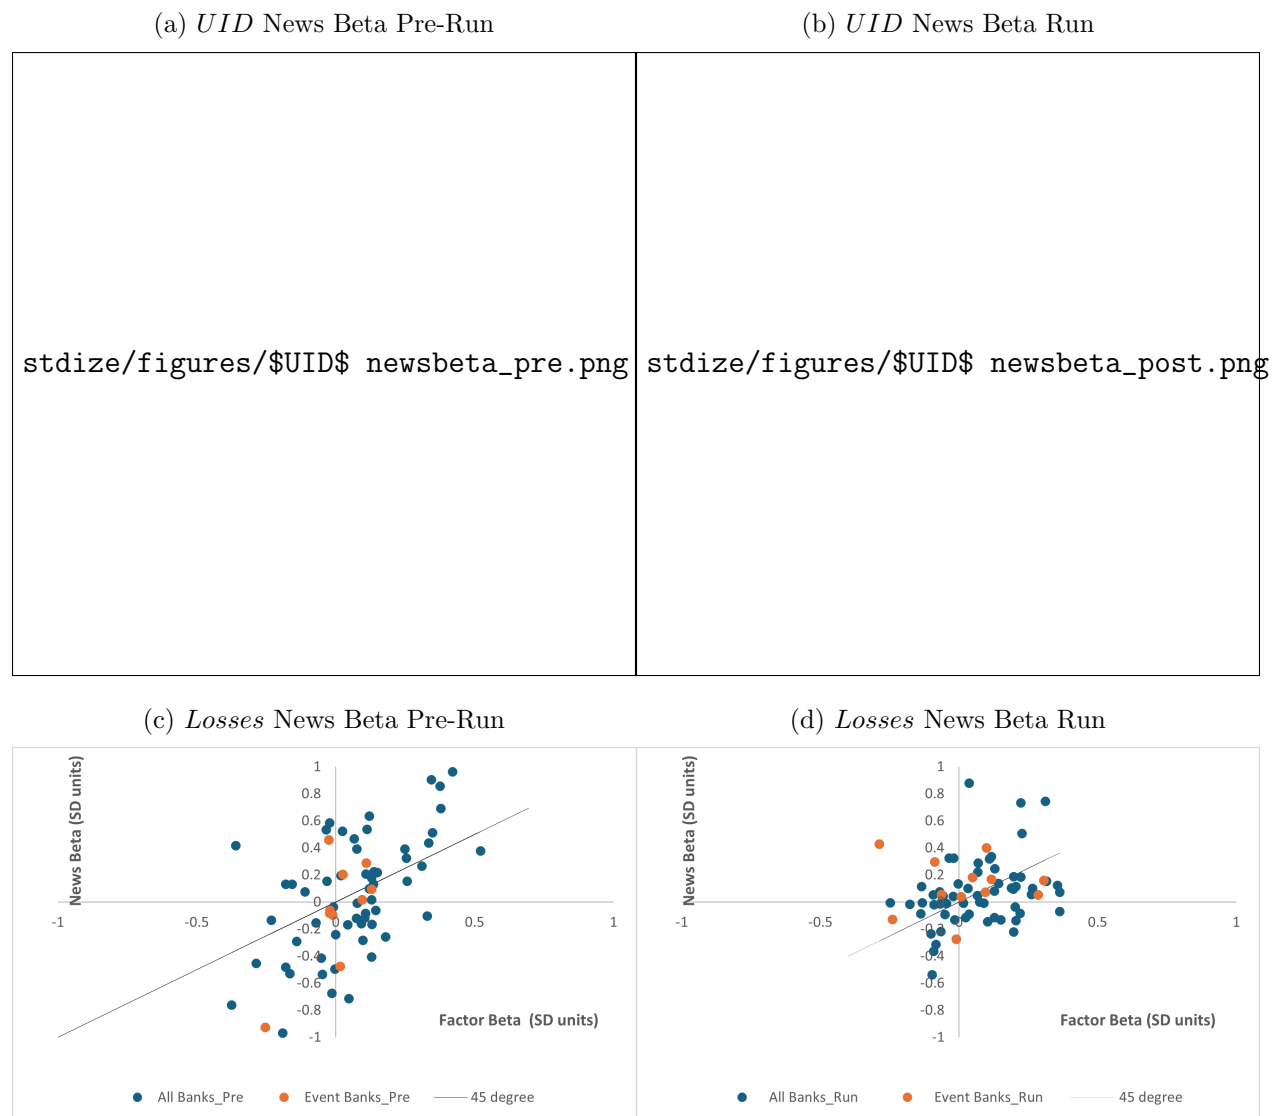 (a) UID News Beta Pre-Run
(b) UID News Beta Run
stdize/figures/$UID$ newsbeta_pre.png
stdize/figures/$UID$ newsbeta_post.png
(c) Losses News Beta Pre-Run
(d) Losses News Beta Run
News Beta (SD units)
1
0.8
0.6
0.4
0.2
0
-0.2
-0.4
-0.6
-0.8
-1
-1
-0.5
0.5
1
Factor Beta (SD units)
All Banks_Pre
Event Banks_Pre
45 degree
News Beta (SD units)
1
0.8
0.6
0.4
0.2
0
-0.2
-0.4
-0.6
-0.8
-1
-1
-0.5
0
0.5
1
Factor Beta (SD units)
All Banks_Run
Event Banks_Run
45 degree